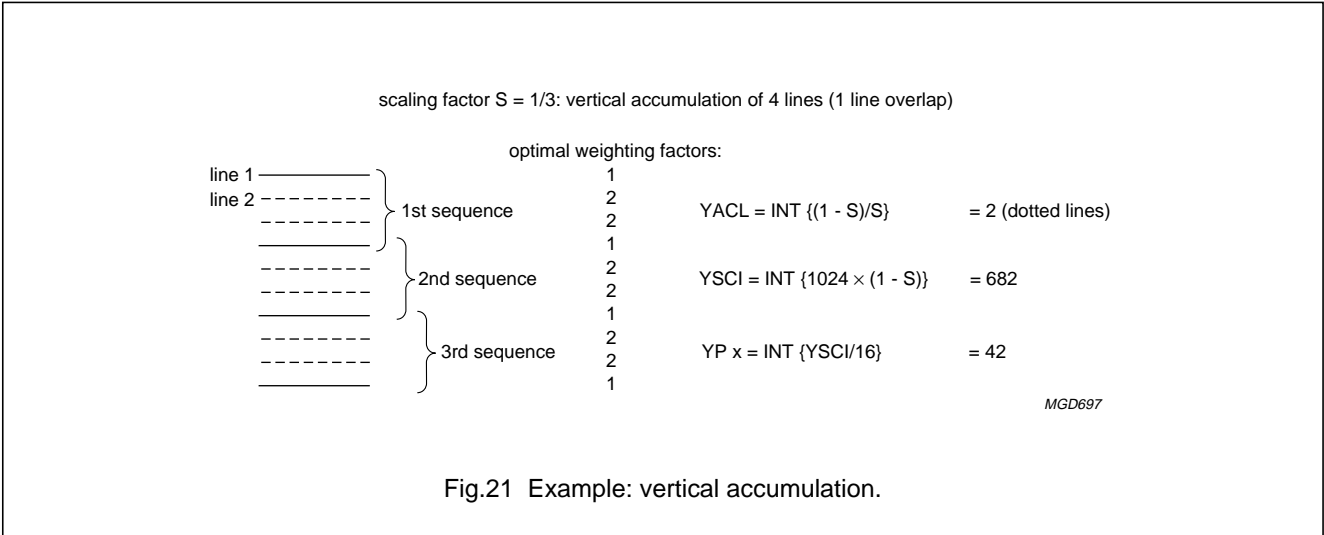 scaling factor S = 1/3: vertical accumulation of 4 lines (1 line overlap)
optimal weighting factors:
line 1 1
line 2 2
1st sequence 2 YACL = INT {(1 - S)/S} = 2 (dotted lines)
1
2
2nd sequence 2 YSCI = INT {1024 × (1 - S)} = 682
1
2
3rd sequence 2 YP x = INT {YSCI/16} = 42
1
MGD697
Fig.21 Example: vertical accumulation.